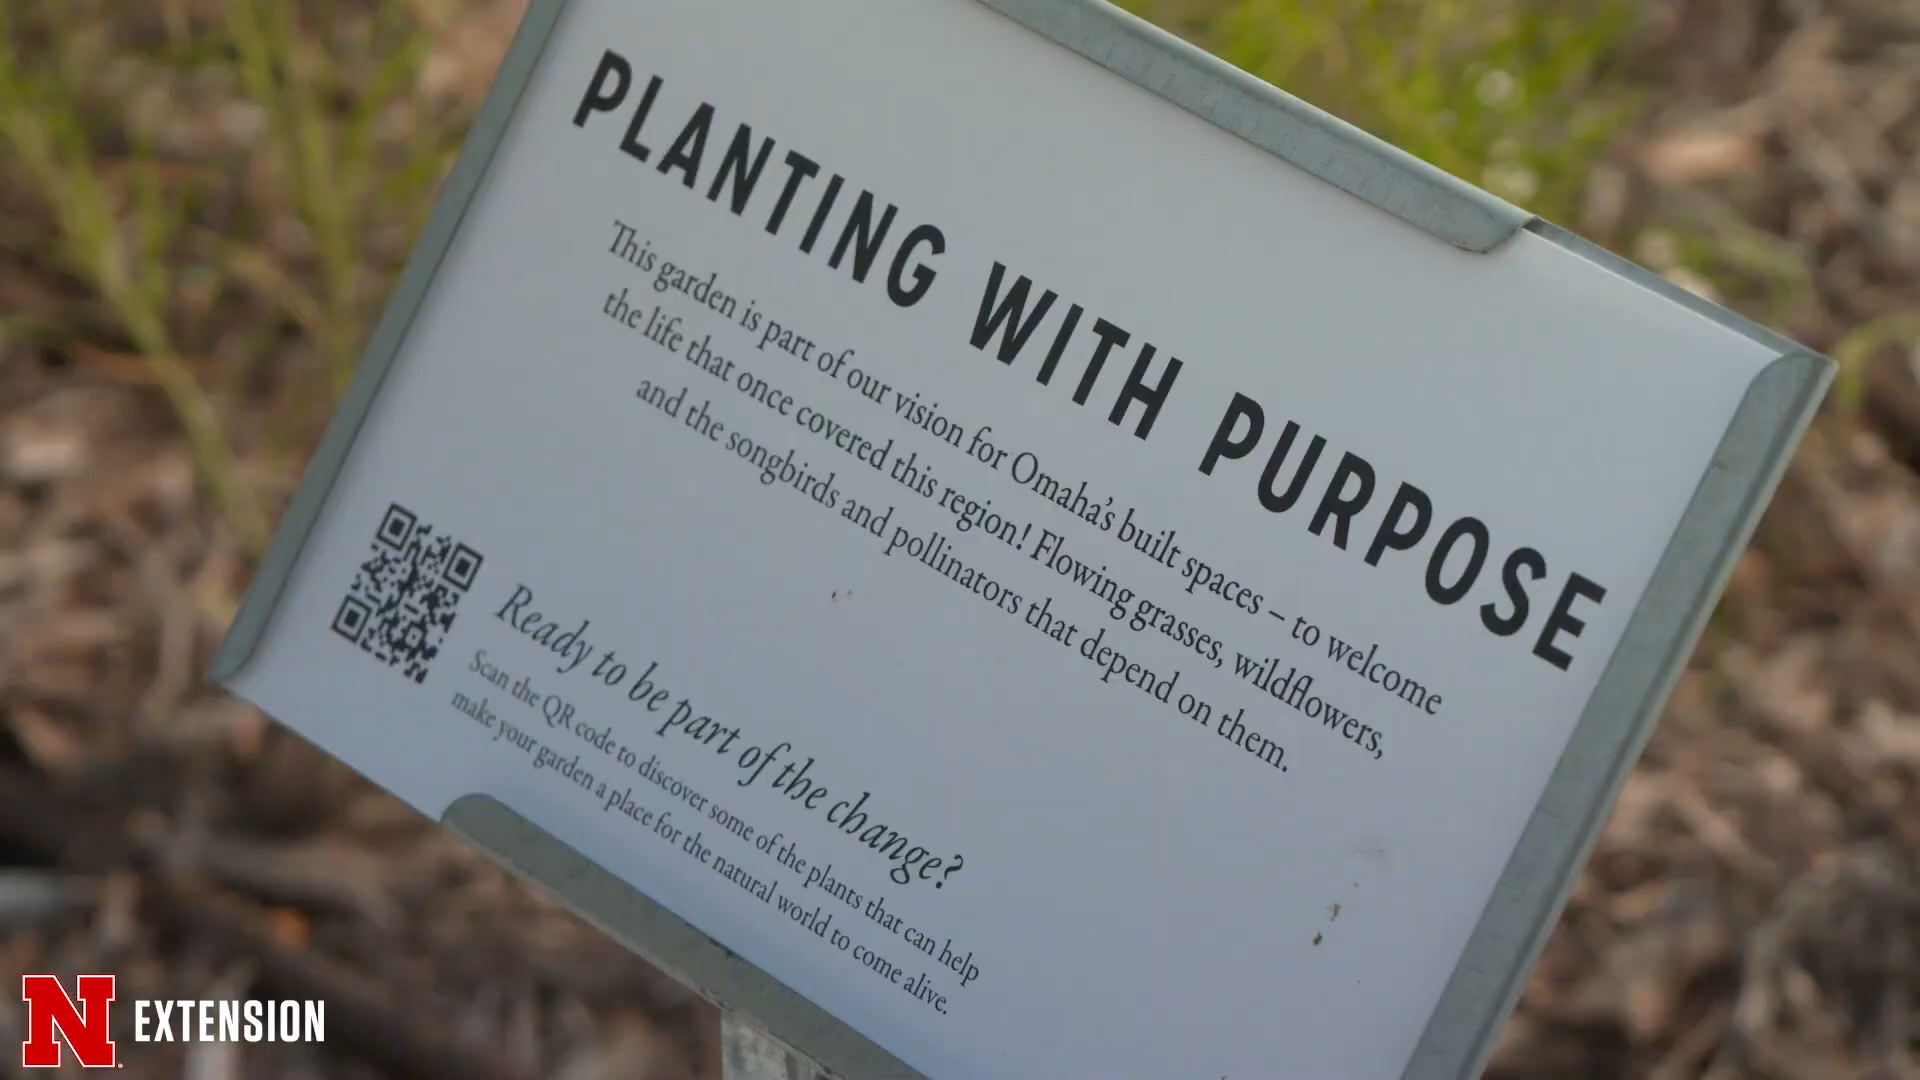 PLANTING WITH PURPOSE
This garden is part of our vision for Omaha's built spaces – to welcome
the life that once covered this region! Flowing grasses, wildflowers,
and the songbirds and pollinators that depend on them.
Ready to be part of the change?
Scan the QR code to discover some of the plants that can help
make your garden a place for the natural world to come alive.
N EXTENSION